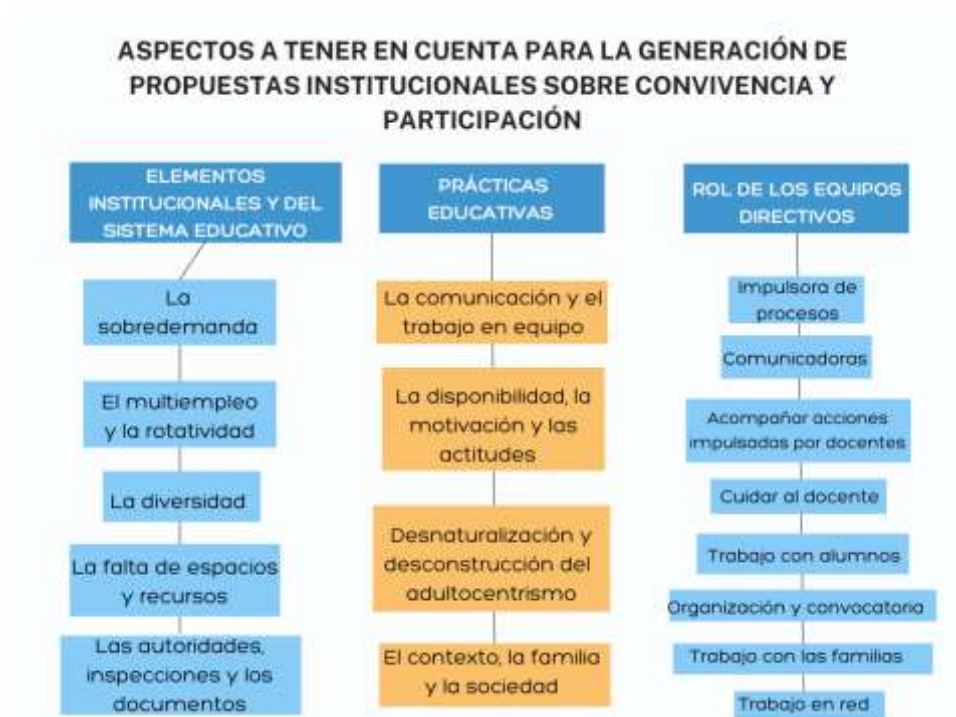 ASPECTOS A TENER EN CUENTA PARA LA GENERACIÓN DE
PROPUESTAS INSTITUCIONALES SOBRE CONVIVENCIA Y
PARTICIPACIÓN
ELEMENTOS
INSTITUCIONALES Y DEL
SISTEMA EDUCATIVO
La
sobredemanda
El multiempleo
y la rotatividad
La diversidad
La falta de espacios
y recursos
Las autoridades,
inspecciones y los
documentos
PRÁCTICAS
EDUCATIVAS
La comunicación y el
trabajo en equipo
La disponibilidad, la
motivación y las
actitudes
Desnaturalización y
desconstrucción del
adultocentrismo
El contexto, la familia
y la sociedad
ROL DE LOS EQUIPOS
DIRECTIVOS
Impulsora de
procesos
Comunicadoras
Acompañar acciones
impulsadas por docentes
Cuidar al docente
Trabajo con alumnos
Organización y convocatoria
Trabajo con las familias
Trabajo en red